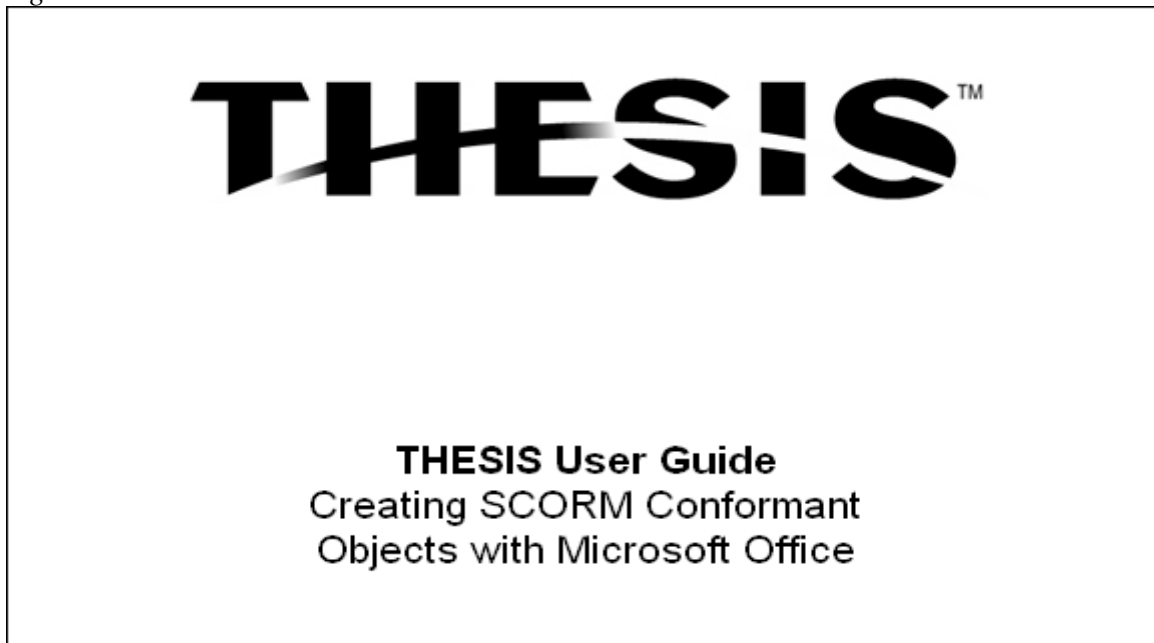 THESIS™
THESIS User Guide
Creating SCORM Conformant
Objects with Microsoft Office